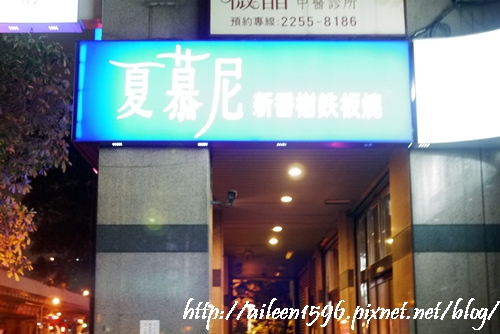 中醫診所
預約專線:2255-8186
夏慕尼 新香榭鉄板燒
http://aileen1596.pixnet.net/blog/